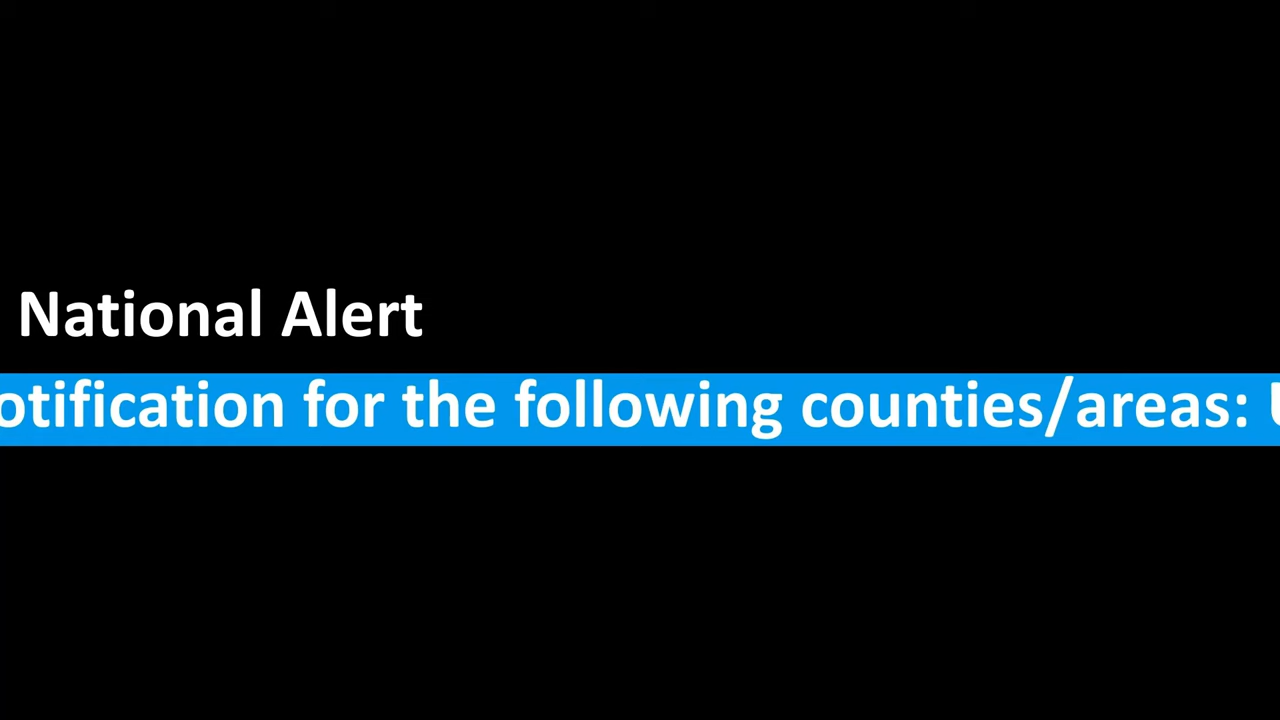 National Alert
otification for the following counties/areas: